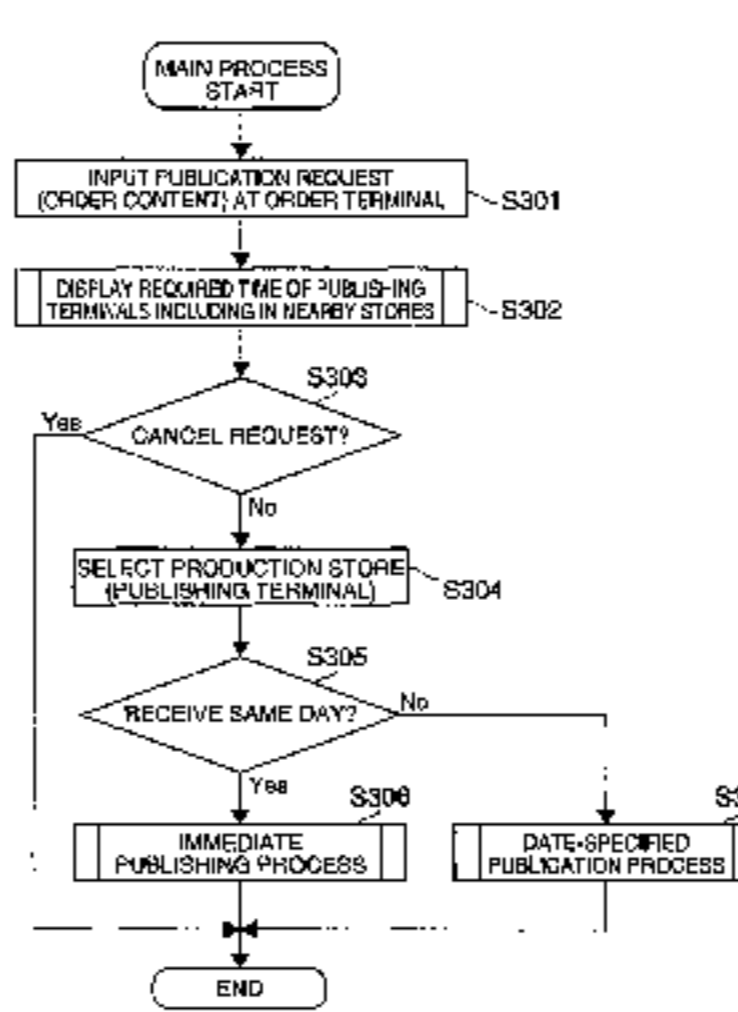 MAIN PROCESS
START
INPUT PUBLICATION REQUEST
(ORDER CONTENT) AT ORDER TERMINAL
S301
DISPLAY REQUIRED TIME OF PUBLISHING
TERMINALS INCLUDING IN NEARBY STORES
S302
S303
Yes
CANCEL REQUEST?
No
SELECT PRODUCTION STORE
(PUBLISHING TERMINAL)
S304
S305
RECEIVE SAME DAY?
No
Yes
S306
IMMEDIATE
PUBLISHING PROCESS
DATE-SPECIFIED
PUBLICATION PROCESS
END